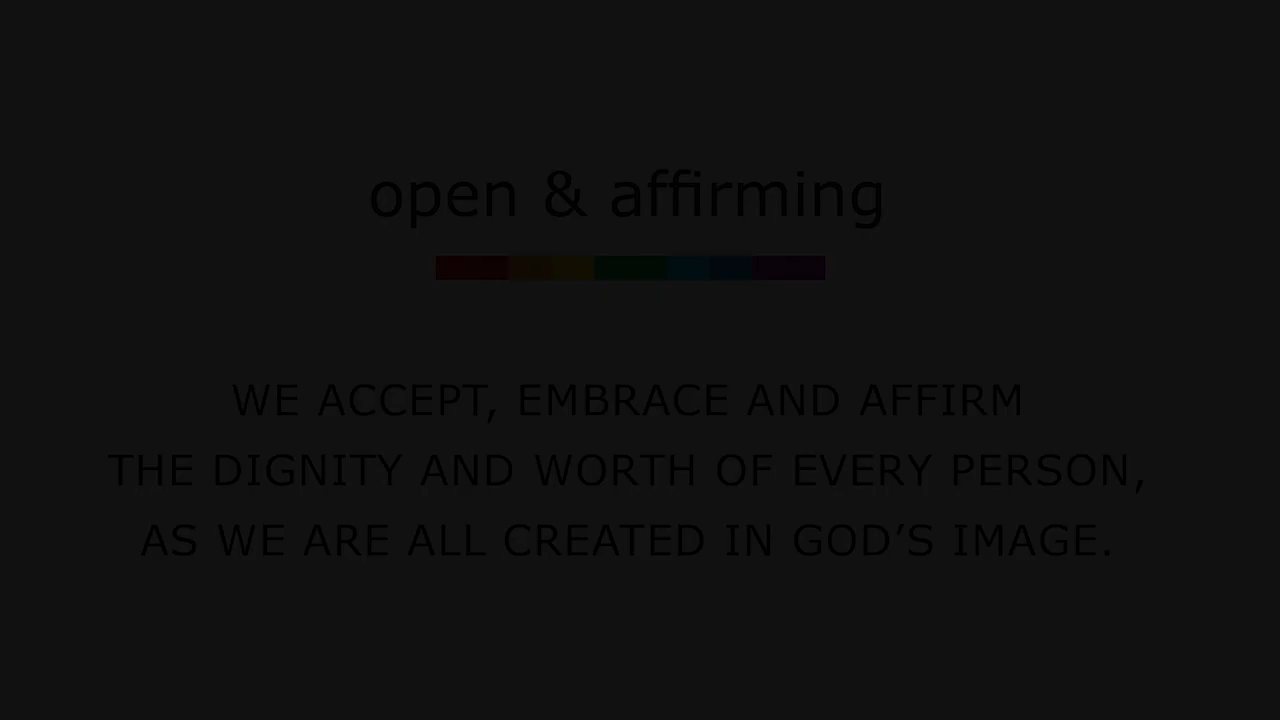 open & affirming
WE ACCEPT, EMBRACE AND AFFIRM
THE DIGNITY AND WORTH OF EVERY PERSON,
AS WE ARE ALL CREATED IN GOD’S IMAGE.